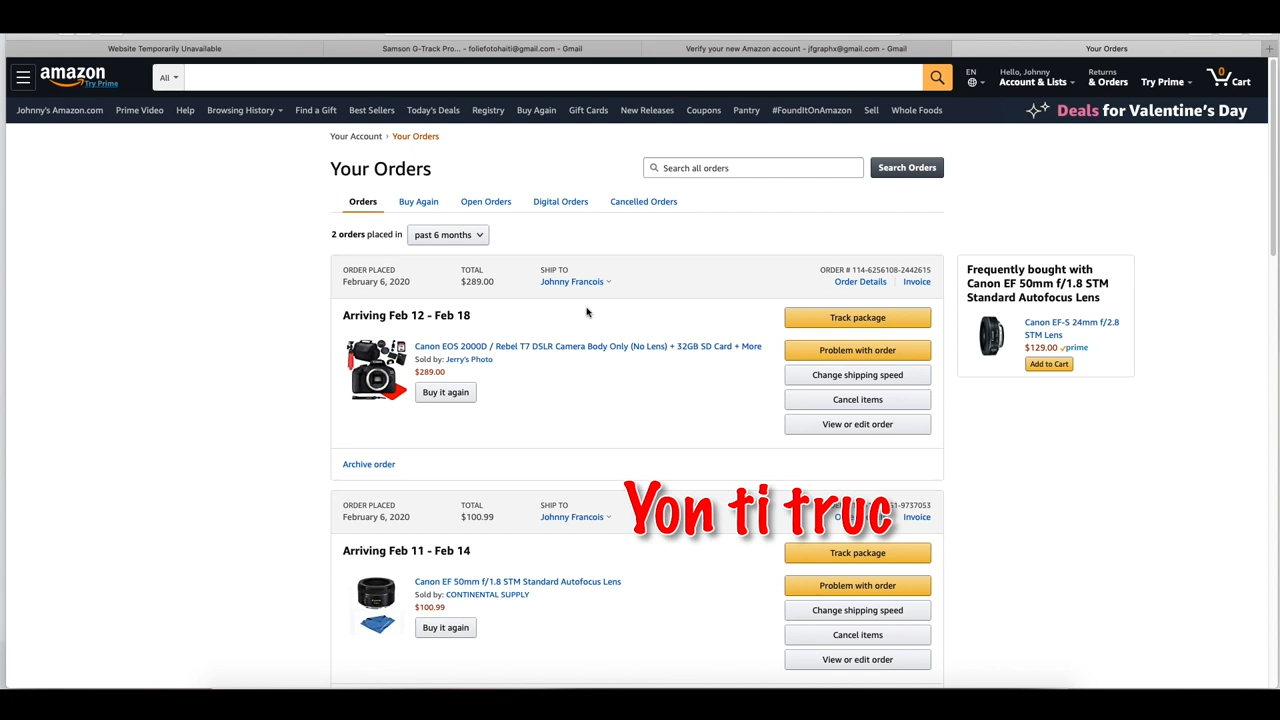 Website Temporarily Unavailable
Samson G-Track Pro... - foliefotohaiti@gmail.com - Gmail
Verify your new Amazon account - jfgraphx@gmail.com - Gmail
Your Orders
amazon
Try Prime
All
EN
Hello, Johnny
Account & Lists
Returns
& Orders
Try Prime
0
Cart
Johnny's Amazon.com
Prime Video
Help
Browsing History
Find a Gift
Best Sellers
Today's Deals
Registry
Buy Again
Gift Cards
New Releases
Coupons
Pantry
#FoundItOnAmazon
Sell
Whole Foods
Deals for Valentine's Day
Your Account › Your Orders
Your Orders
Search all orders
Search Orders
Orders
Buy Again
Open Orders
Digital Orders
Cancelled Orders
2 orders placed in
past 6 months
ORDER PLACED
February 6, 2020
TOTAL
$289.00
SHIP TO
Johnny Francois
ORDER # 114-6256108-2442615
Order Details
Invoice
Arriving Feb 12 - Feb 18
Canon EOS 2000D / Rebel T7 DSLR Camera Body Only (No Lens) + 32GB SD Card + More
Sold by: Jerry's Photo
$289.00
Buy it again
Track package
Problem with order
Change shipping speed
Cancel items
View or edit order
Archive order
Frequently bought with
Canon EF 50mm f/1.8 STM
Standard Autofocus Lens
Canon EF-S 24mm f/2.8
STM Lens
$129.00 prime
Add to Cart
ORDER PLACED
February 6, 2020
TOTAL
$100.99
SHIP TO
Johnny Francois
Yon ti truc
51-9737053
Invoice
Arriving Feb 11 - Feb 14
Canon EF 50mm f/1.8 STM Standard Autofocus Lens
Sold by: CONTINENTAL SUPPLY
$100.99
Buy it again
Track package
Problem with order
Change shipping speed
Cancel items
View or edit order